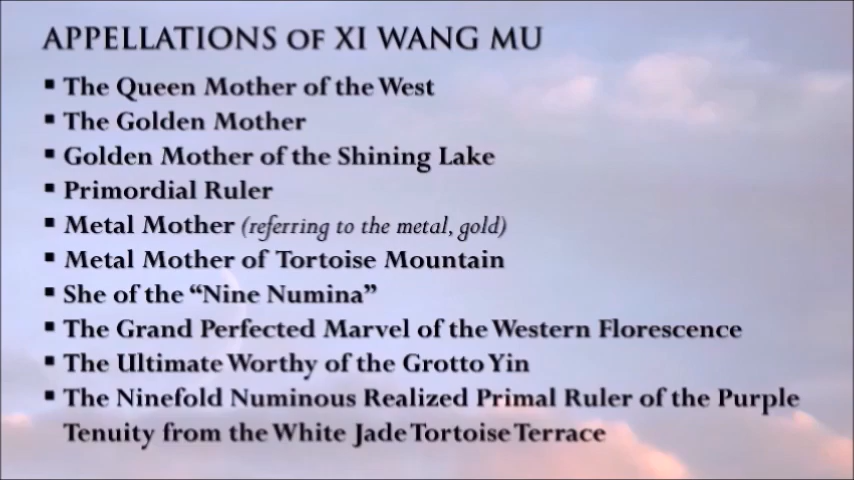 APPELLATIONS OF XI WANG MU
▪ The Queen Mother of the West
▪ The Golden Mother
▪ Golden Mother of the Shining Lake
▪ Primordial Ruler
▪ Metal Mother (referring to the metal, gold)
▪ Metal Mother of Tortoise Mountain
▪ She of the “Nine Numina”
▪ The Grand Perfected Marvel of the Western Florescence
▪ The Ultimate Worthy of the Grotto Yin
▪ The Ninefold Numinous Realized Primal Ruler of the Purple
Tenuity from the White Jade Tortoise Terrace